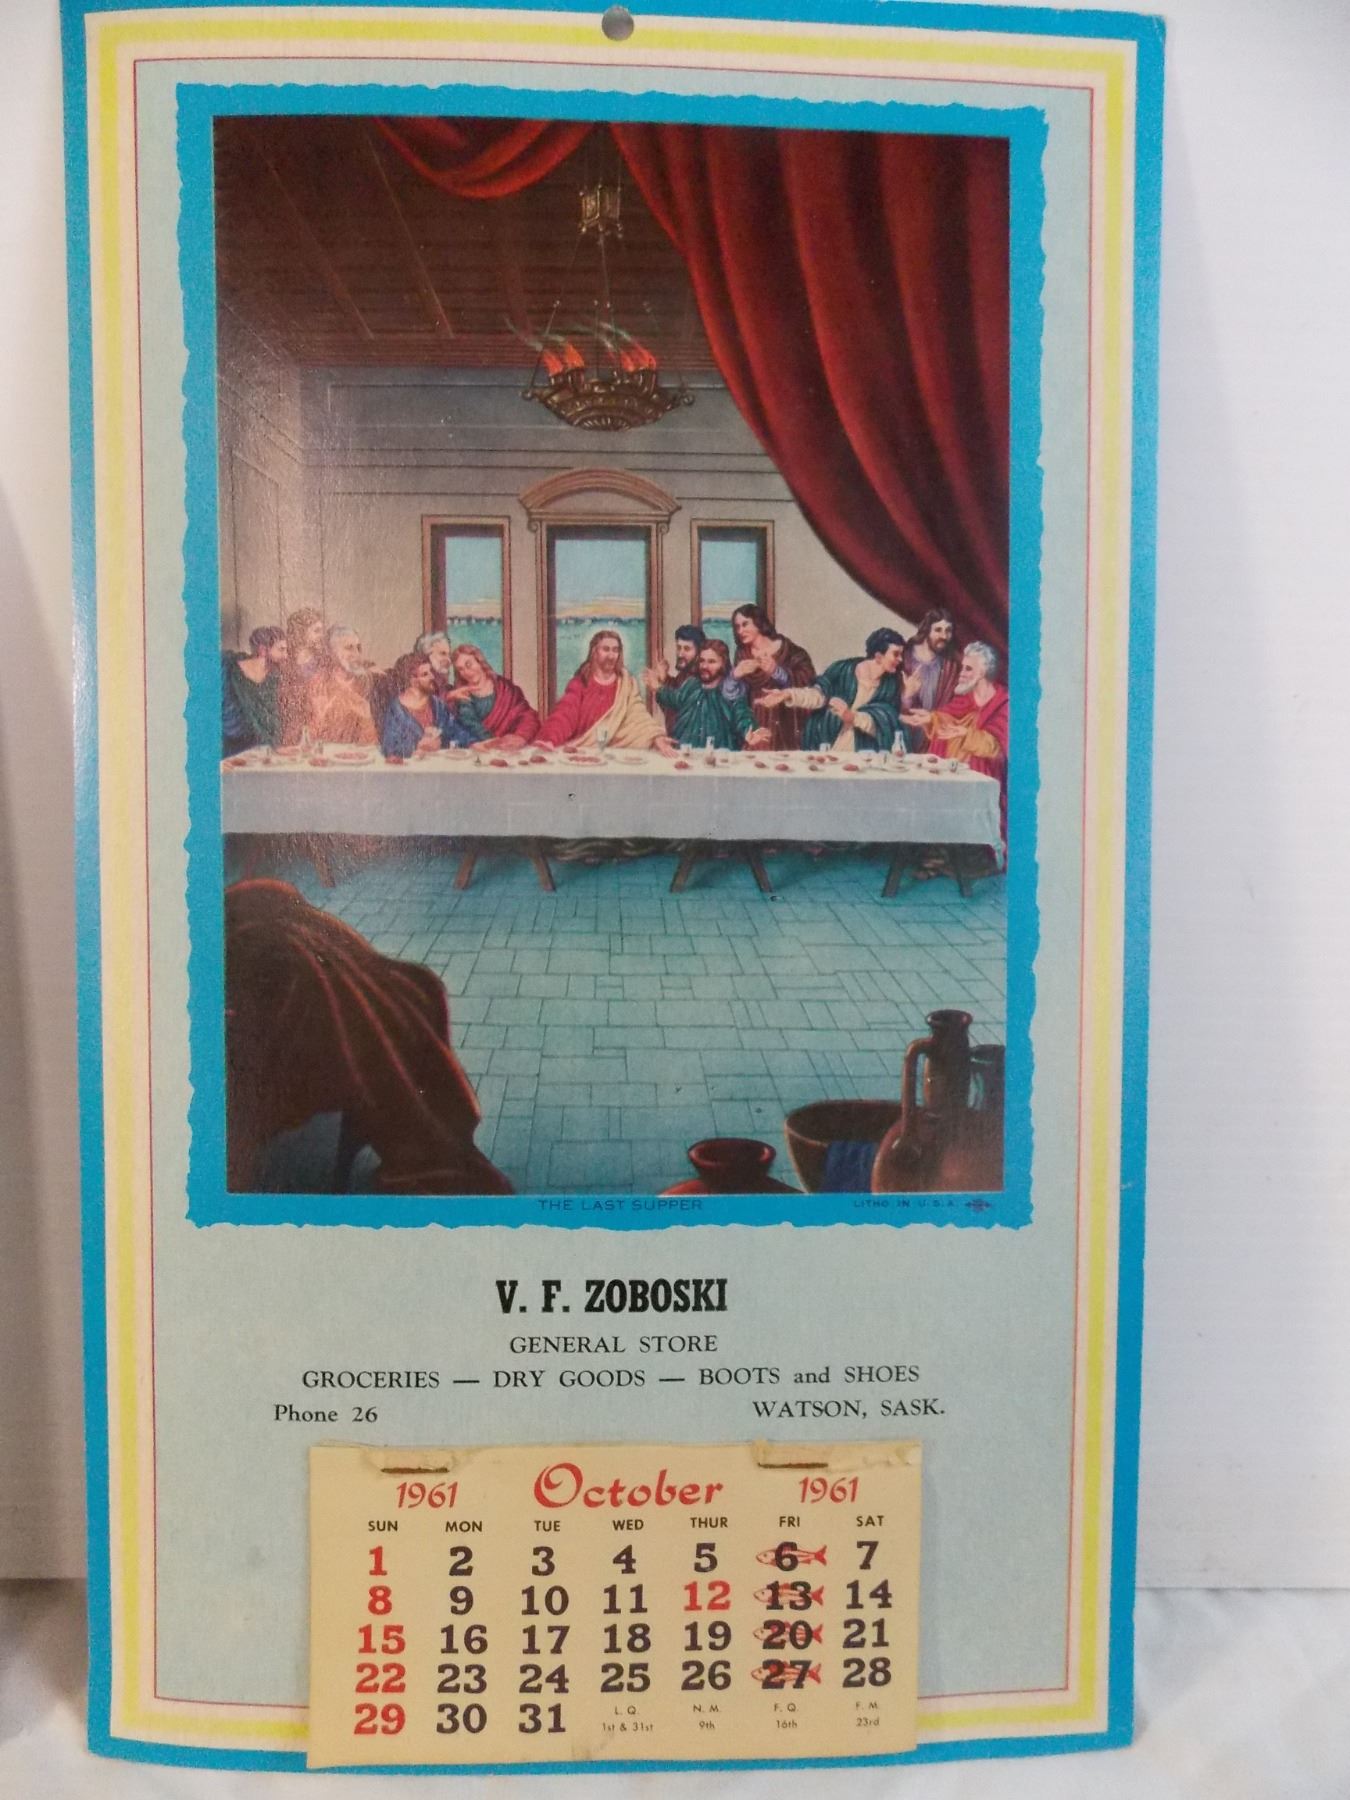 THE LAST SUPPER
LITHO IN U.S.A.
V. F. ZOBOSKI
GENERAL STORE
GROCERIES — DRY GOODS — BOOTS and SHOES
Phone 26 WATSON, SASK.
1961 October 1961
SUN MON TUE WED THUR FRI SAT
1 2 3 4 5 6 7
8 9 10 11 12 13 14
15 16 17 18 19 20 21
22 23 24 25 26 27 28
29 30 31 L. Q. 1st & 31st N. M. 9th F. Q. 16th F. M. 23rd